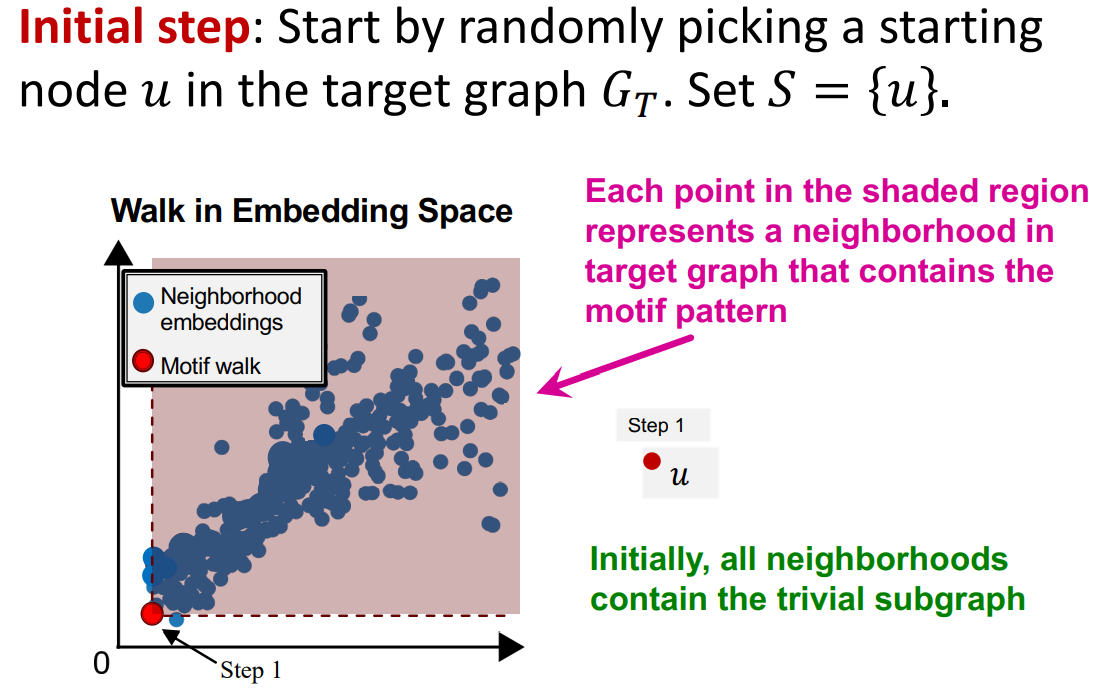 Initial step: Start by randomly picking a starting
node u in the target graph G_T. Set S = {u}.
Walk in Embedding Space
Neighborhood
embeddings
Motif walk
0
Step 1
Each point in the shaded region
represents a neighborhood in
target graph that contains the
motif pattern
Step 1
u
Initially, all neighborhoods
contain the trivial subgraph